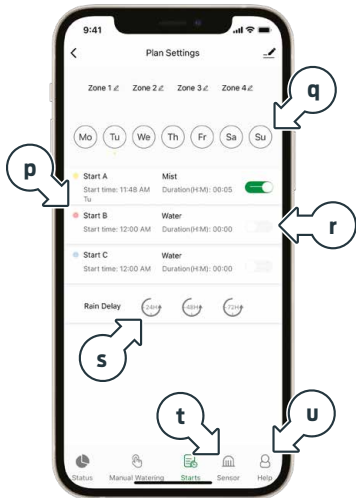 9:41
Plan Settings
Zone 1 Zone 2 Zone 3 Zone 4
q
Mo Tu We Th Fr Sa Su
p
Start A Mist
Start time: 11:48 AM Duration(H:M): 00:05
Tu
Start B Water
Start time: 12:00 AM Duration(H:M): 00:00
r
Start C Water
Start time: 12:00 AM Duration(H:M): 00:00
Rain Delay 24H 48H 72H
s
t
u
Status Manual Watering Starts Sensor Help